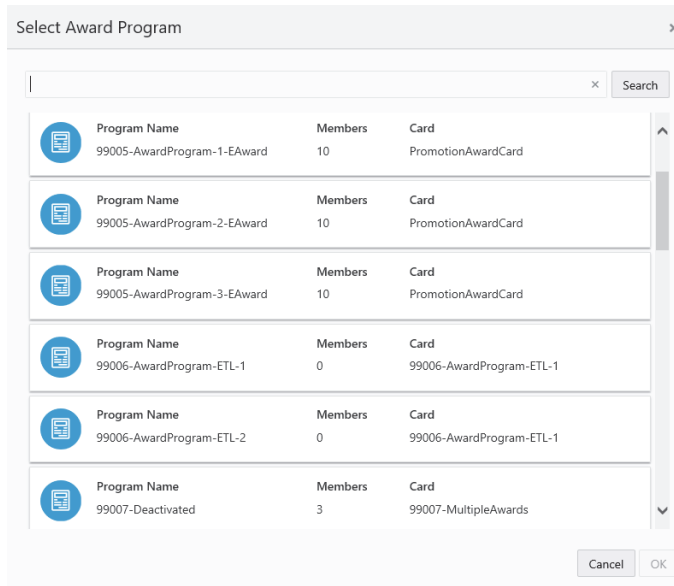 Select Award Program
Search
Program Name Members Card
99005-AwardProgram-1-EAward 10 PromotionAwardCard
Program Name Members Card
99005-AwardProgram-2-EAward 10 PromotionAwardCard
Program Name Members Card
99005-AwardProgram-3-EAward 10 PromotionAwardCard
Program Name Members Card
99006-AwardProgram-ETL-1 0 99006-AwardProgram-ETL-1
Program Name Members Card
99006-AwardProgram-ETL-2 0 99006-AwardProgram-ETL-1
Program Name Members Card
99007-Deactivated 3 99007-MultipleAwards
Cancel OK